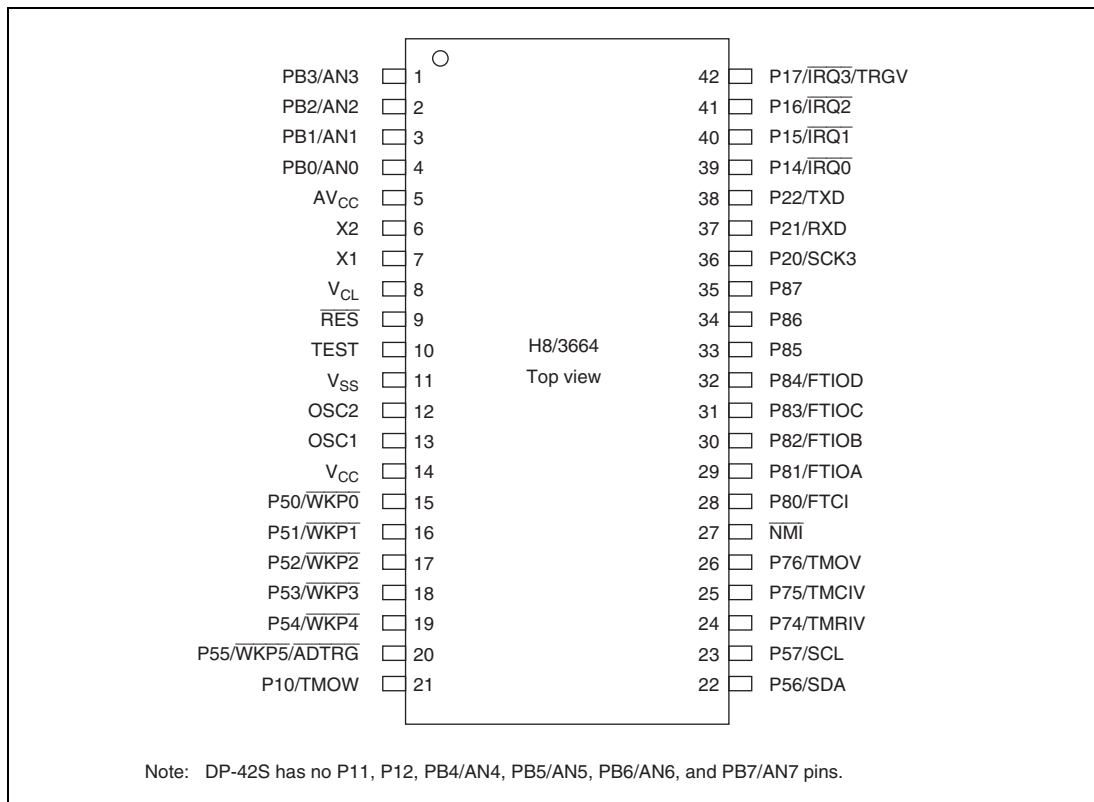 PB3/AN3 1 42 P17/IRQ3/TRGV
PB2/AN2 2 41 P16/IRQ2
PB1/AN1 3 40 P15/IRQ1
PB0/AN0 4 39 P14/IRQ0
AVCC 5 38 P22/TXD
X2 6 37 P21/RXD
X1 7 36 P20/SCK3
VCL 8 35 P87
RES 9 34 P86
TEST 10 H8/3664 33 P85
VSS 11 Top view 32 P84/FTIOD
OSC2 12 31 P83/FTIOC
OSC1 13 30 P82/FTIOB
VCC 14 29 P81/FTIOA
P50/WKP0 15 28 P80/FTCI
P51/WKP1 16 27 NMI
P52/WKP2 17 26 P76/TMOV
P53/WKP3 18 25 P75/TMCIV
P54/WKP4 19 24 P74/TMRIV
P55/WKP5/ADTRG 20 23 P57/SCL
P10/TMOW 21 22 P56/SDA
Note: DP-42S has no P11, P12, PB4/AN4, PB5/AN5, PB6/AN6, and PB7/AN7 pins.